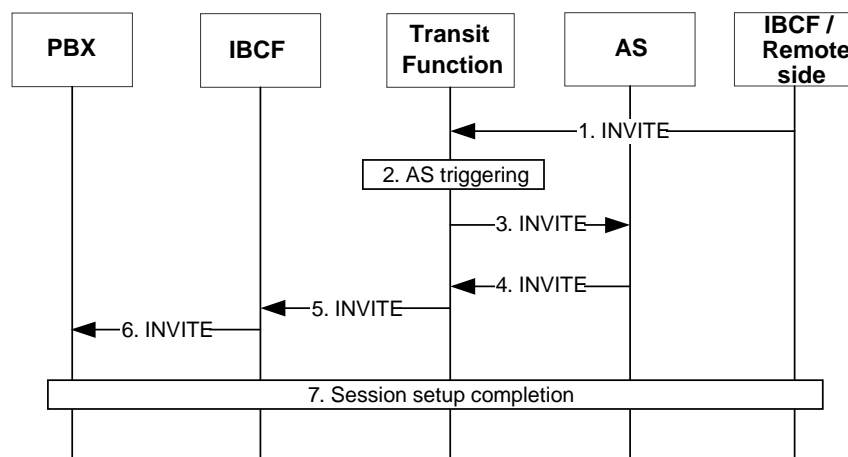 PBX
IBCF
Transit
Function
AS
IBCF /
Remote
side
1. INVITE
2. AS triggering
3. INVITE
4. INVITE
5. INVITE
6. INVITE
7. Session setup completion